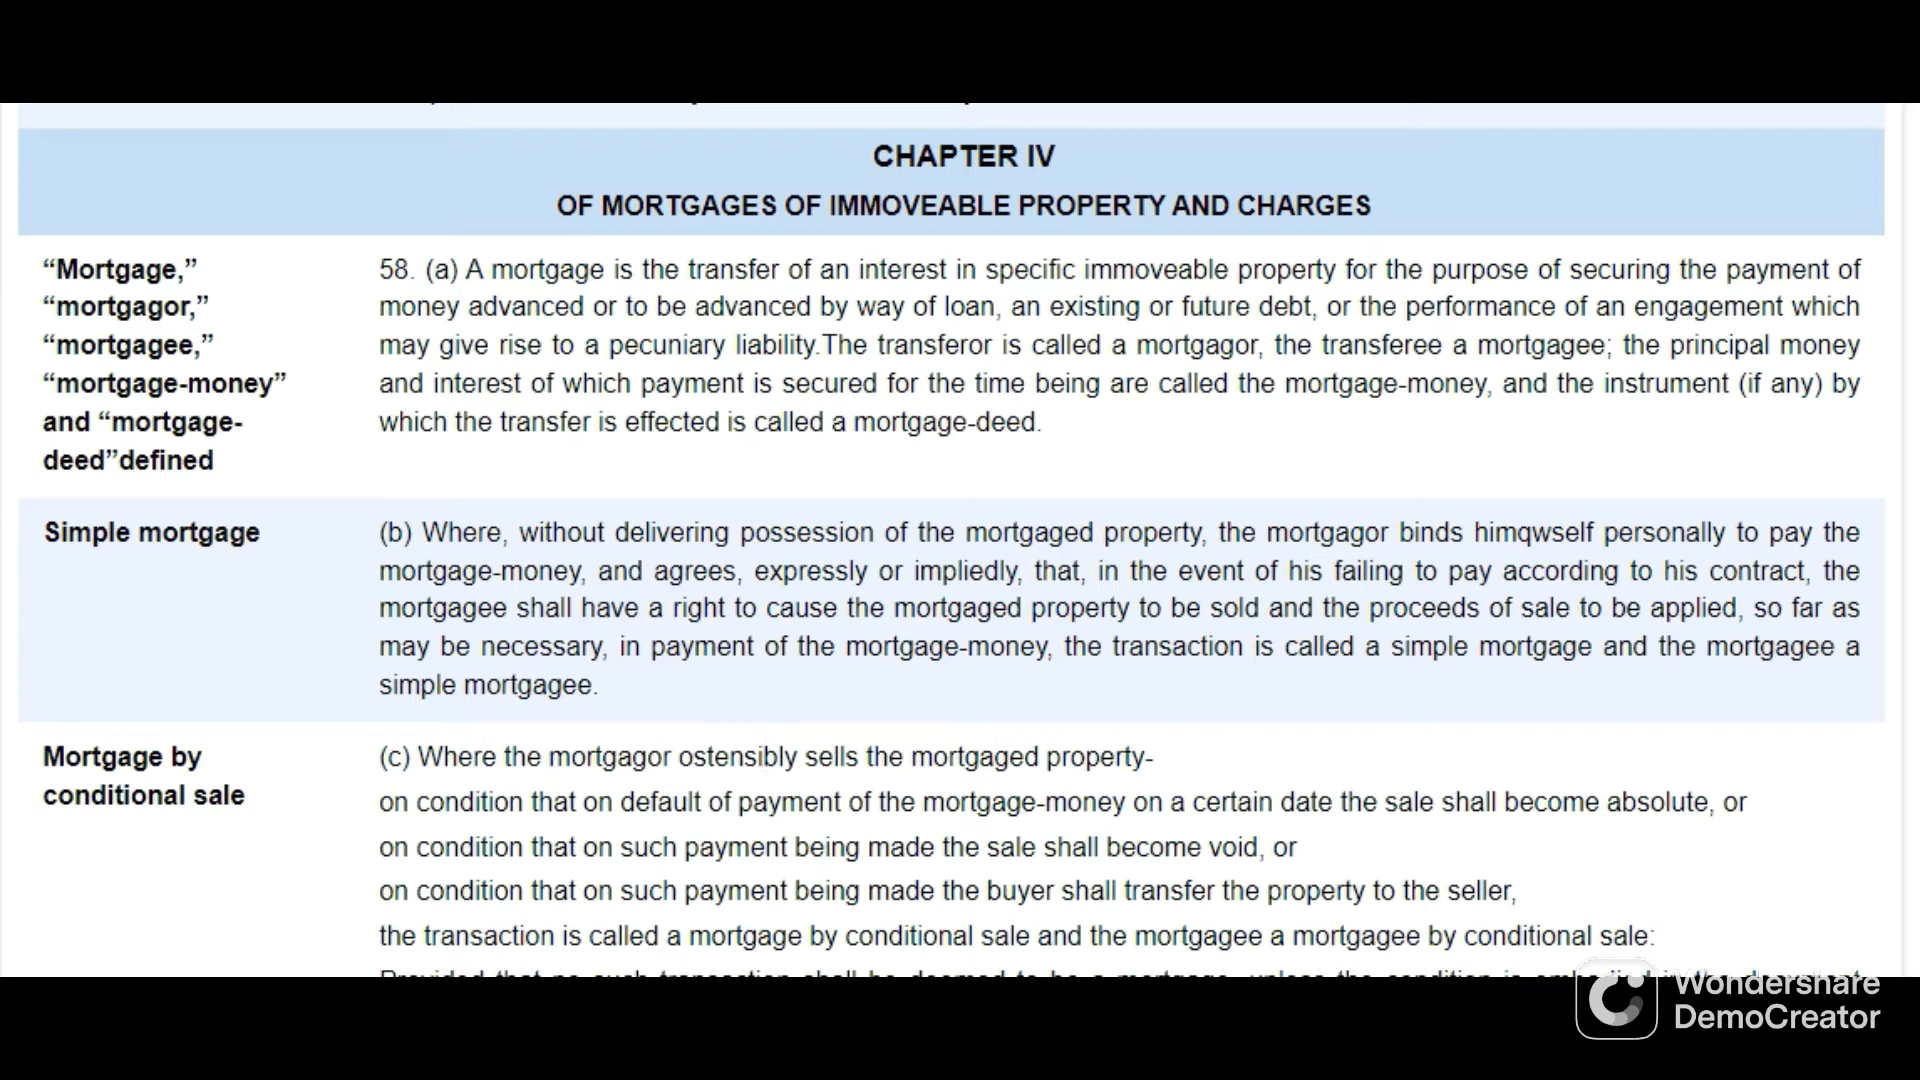 CHAPTER IV
OF MORTGAGES OF IMMOVEABLE PROPERTY AND CHARGES
“Mortgage,”
“mortgagor,”
“mortgagee,”
“mortgage-money”
and “mortgage-
deed”defined
58. (a) A mortgage is the transfer of an interest in specific immoveable property for the purpose of securing the payment of
money advanced or to be advanced by way of loan, an existing or future debt, or the performance of an engagement which
may give rise to a pecuniary liability.The transferor is called a mortgagor, the transferee a mortgagee; the principal money
and interest of which payment is secured for the time being are called the mortgage-money, and the instrument (if any) by
which the transfer is effected is called a mortgage-deed.
Simple mortgage
(b) Where, without delivering possession of the mortgaged property, the mortgagor binds himqwself personally to pay the
mortgage-money, and agrees, expressly or impliedly, that, in the event of his failing to pay according to his contract, the
mortgagee shall have a right to cause the mortgaged property to be sold and the proceeds of sale to be applied, so far as
may be necessary, in payment of the mortgage-money, the transaction is called a simple mortgage and the mortgagee a
simple mortgagee.
Mortgage by
conditional sale
(c) Where the mortgagor ostensibly sells the mortgaged property-
on condition that on default of payment of the mortgage-money on a certain date the sale shall become absolute, or
on condition that on such payment being made the sale shall become void, or
on condition that on such payment being made the buyer shall transfer the property to the seller,
the transaction is called a mortgage by conditional sale and the mortgagee a mortgagee by conditional sale:
Wondershare
DemoCreator